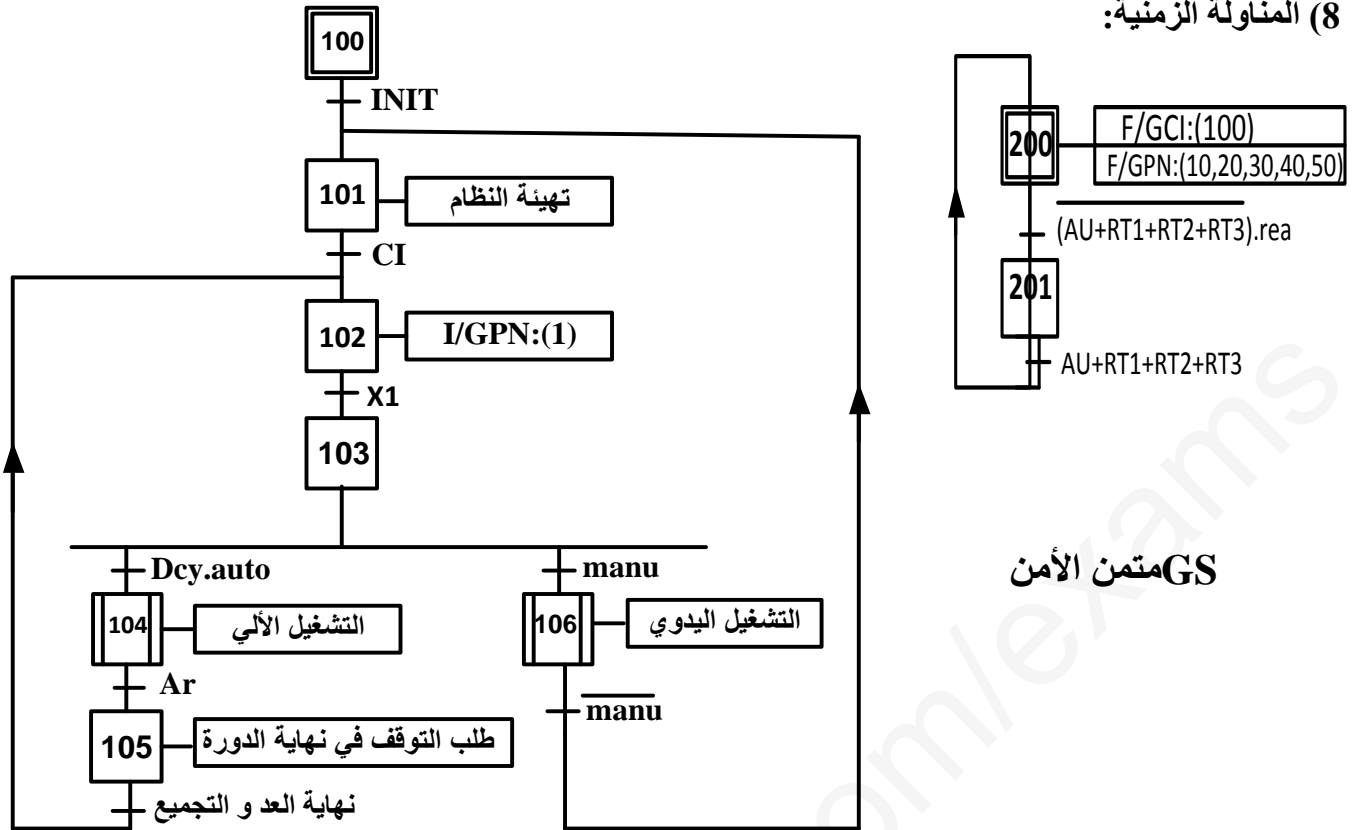 8) المناولة الزمنية:
100
INIT
101
تهيئة النظام
CI
102
I/GPN:(1)
X1
103
Dcy.auto
104
التشغيل الألي
Ar
105
طلب التوقف في نهاية الدورة
نهاية العد و التجميع
manu
106
التشغيل اليدوي
manu
200
F/GCI:(100)
F/GPN:(10,20,30,40,50)
(AU+RT1+RT2+RT3).rea
201
AU+RT1+RT2+RT3
GSمتمن الأمن
om/exams